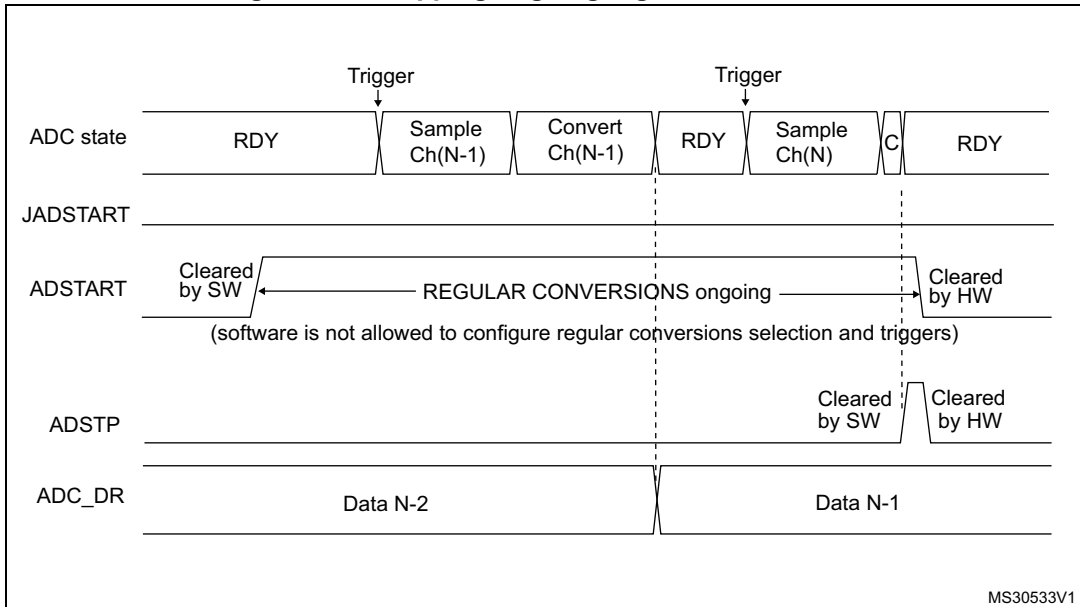 Trigger Trigger
ADC state RDY Sample Ch(N-1) Convert Ch(N-1) RDY Sample Ch(N) C RDY
JADSTART
ADSTART Cleared by SW REGULAR CONVERSIONS ongoing Cleared by HW
(software is not allowed to configure regular conversions selection and triggers)
ADSTP Cleared by SW Cleared by HW
ADC_DR Data N-2 Data N-1
MS30533V1